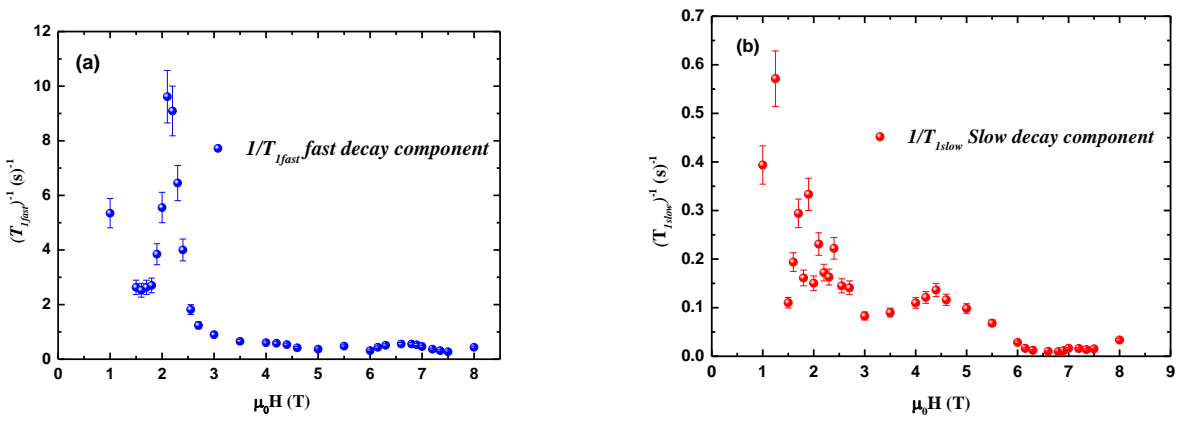 12
10
8
6
4
2
0
(a)
1/T1fast fast decay component
(T1fast)-1 (s)-1
0 1 2 3 4 5 6 7 8
μ0H (T)
0.7
0.6
0.5
0.4
0.3
0.2
0.1
0.0
(b)
1/T1slow Slow decay component
(T1slow)-1 (s)-1
0 1 2 3 4 5 6 7 8 9
μ0H (T)